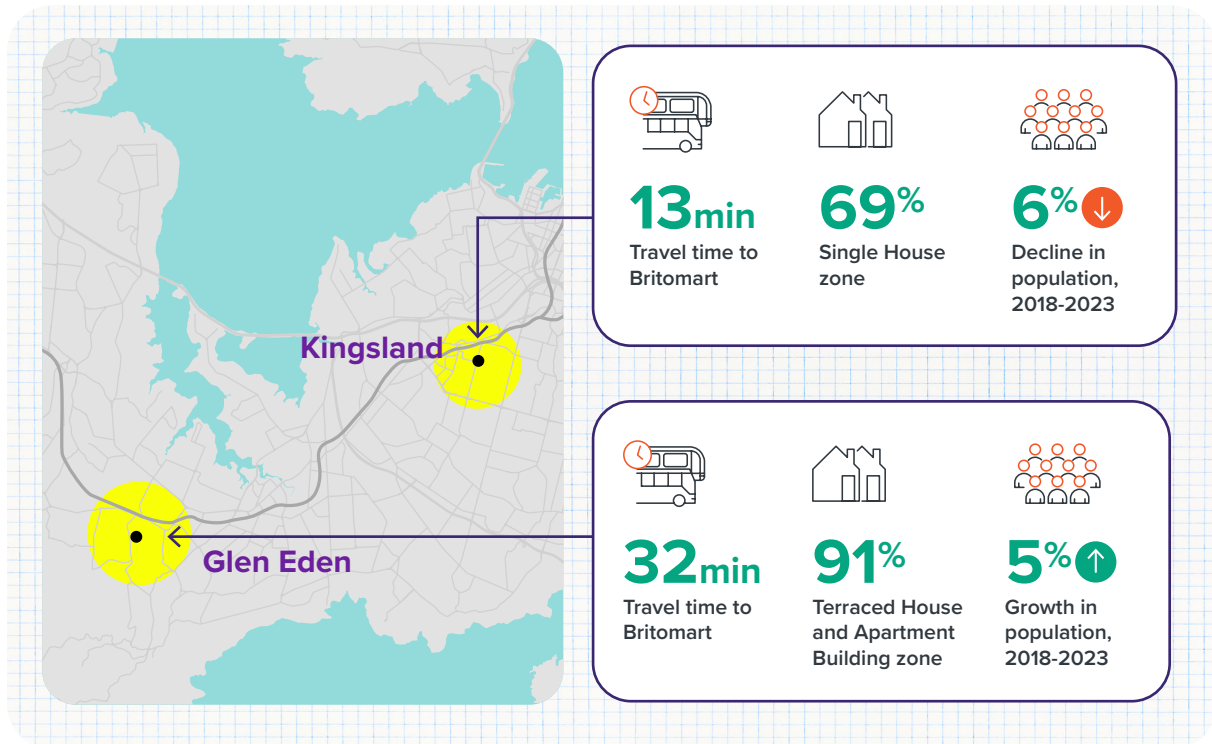 Kingsland
Glen Eden
13min
Travel time to
Britomart
69%
Single House
zone
6%
Decline in
population,
2018-2023
32min
Travel time to
Britomart
91%
Terraced House
and Apartment
Building zone
5%
Growth in
population,
2018-2023